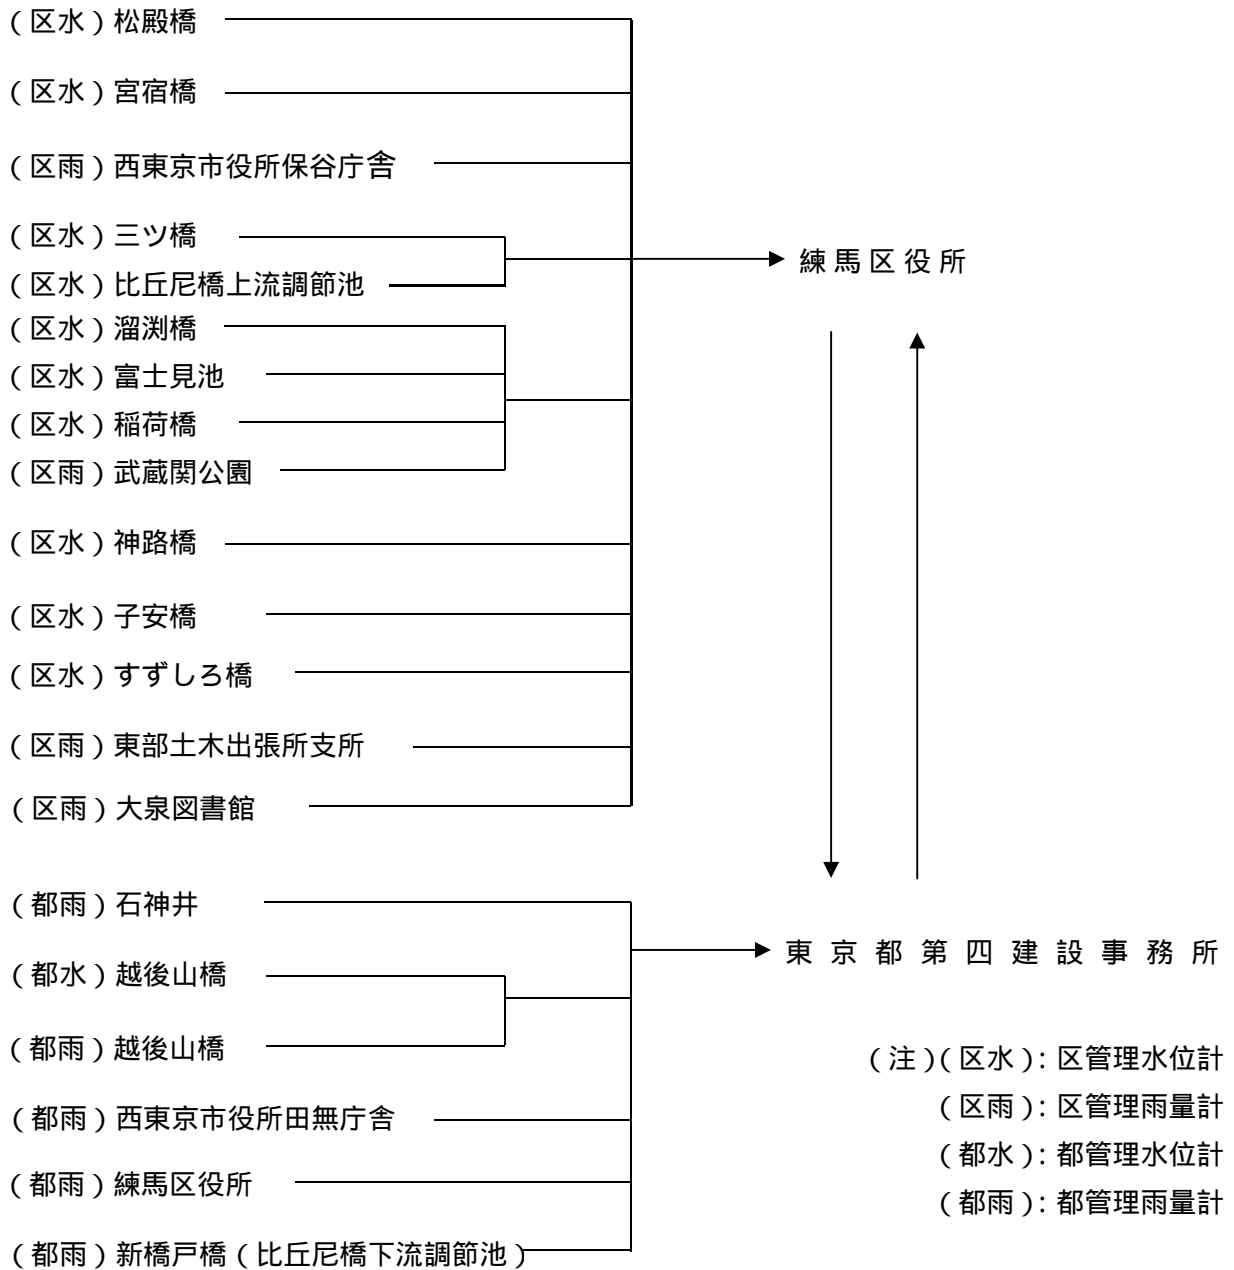 (区水)松殿橋
(区水)宮宿橋
(区雨)西東京市役所保谷庁舎
(区水)三ツ橋
練馬区役所
(区水)比丘尼橋上流調節池
(区水)溜渕橋
(区水)富士見池
(区水)稲荷橋
(区雨)武蔵関公園
(区水)神路橋
(区水)子安橋
(区水)すずしろ橋
(区雨)東部土木出張所支所
(区雨)大泉図書館
(都雨)石神井
東京都第四建設事務所
(都水)越後山橋
(都雨)越後山橋
(都雨)西東京市役所田無庁舎
(都雨)練馬区役所
(都雨)新橋戸橋(比丘尼橋下流調節池)
(注)(区水):区管理水位計
(区雨):区管理雨量計
(都水):都管理水位計
(都雨):都管理雨量計